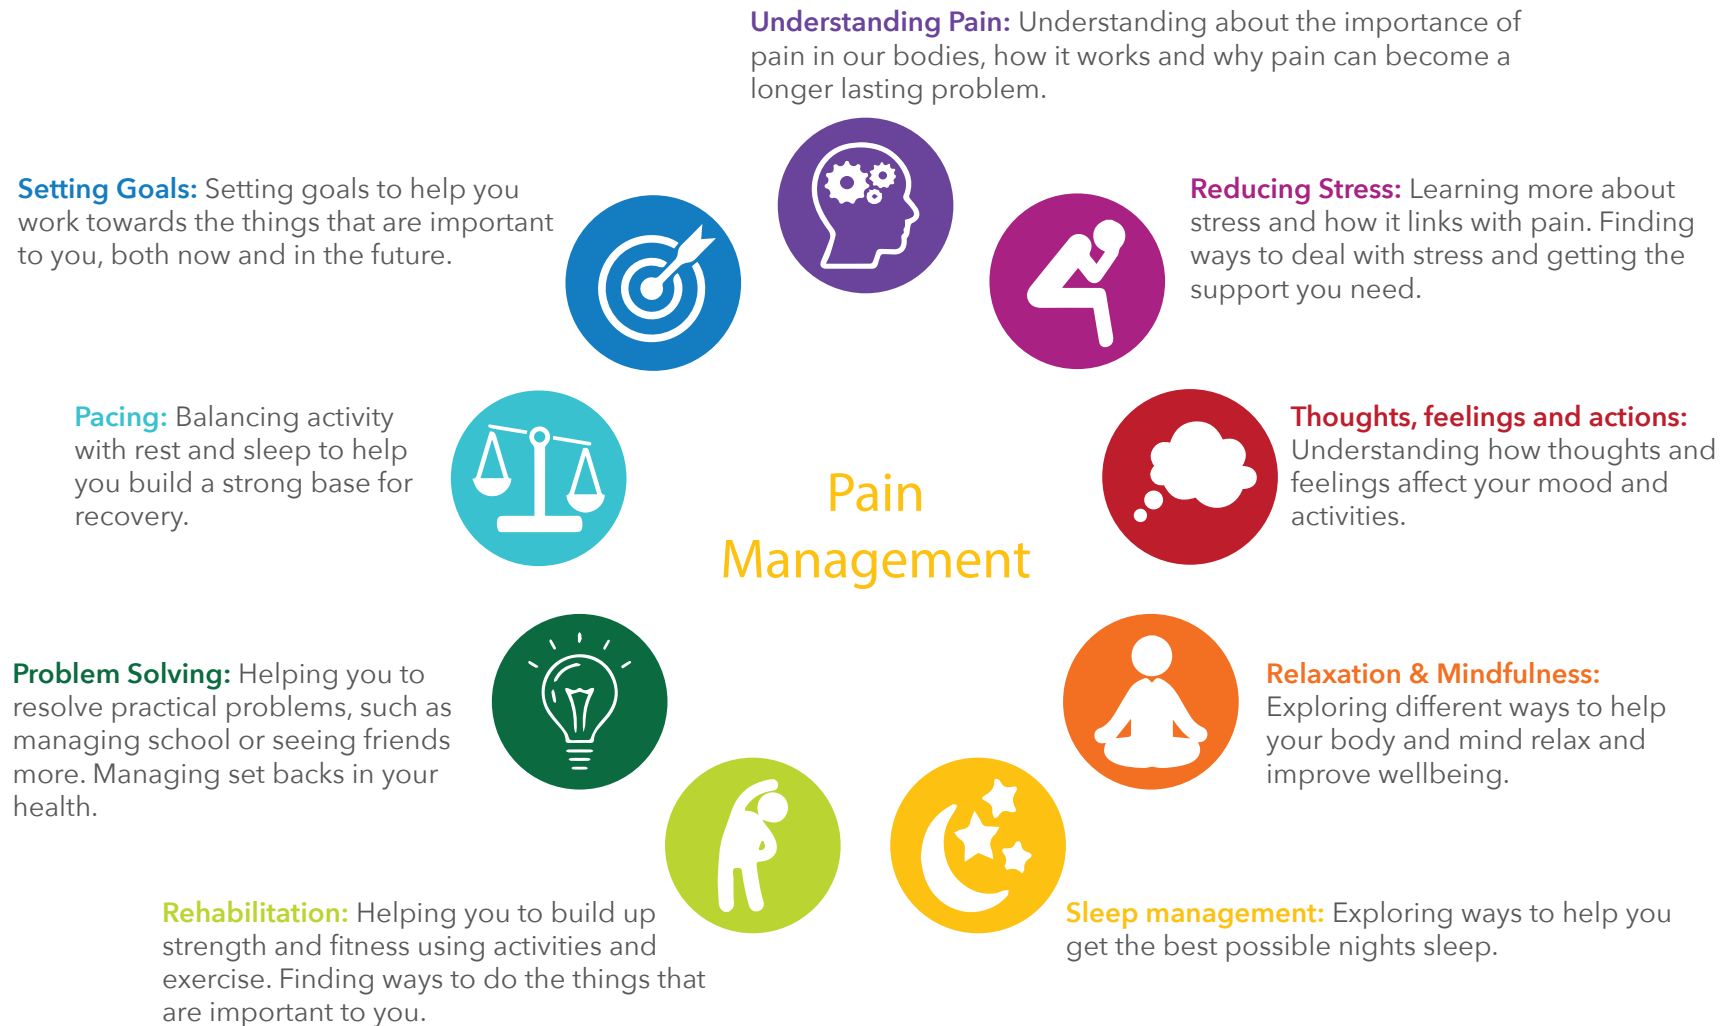 Understanding Pain: Understanding about the importance of
pain in our bodies, how it works and why pain can become a
longer lasting problem.
Setting Goals: Setting goals to help you
work towards the things that are important
to you, both now and in the future.
Reducing Stress: Learning more about
stress and how it links with pain. Finding
ways to deal with stress and getting the
support you need.
Pacing: Balancing activity
with rest and sleep to help
you build a strong base for
recovery.
Thoughts, feelings and actions:
Understanding how thoughts and
feelings affect your mood and
activities.
Pain
Management
Problem Solving: Helping you to
resolve practical problems, such as
managing school or seeing friends
more. Managing set backs in your
health.
Relaxation & Mindfulness:
Exploring different ways to help
your body and mind relax and
improve wellbeing.
Rehabilitation: Helping you to build up
strength and fitness using activities and
exercise. Finding ways to do the things that
are important to you.
Sleep management: Exploring ways to help you
get the best possible nights sleep.